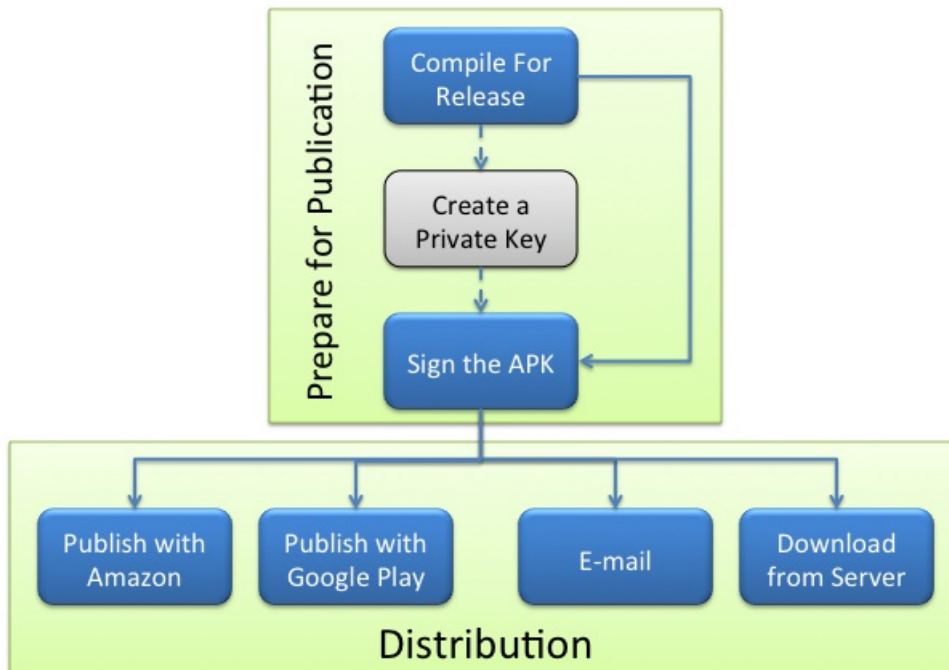 Prepare for Publication
Compile For
Release
Create a
Private Key
Sign the APK
Publish with
Amazon
Publish with
Google Play
E-mail
Download
from Server
Distribution